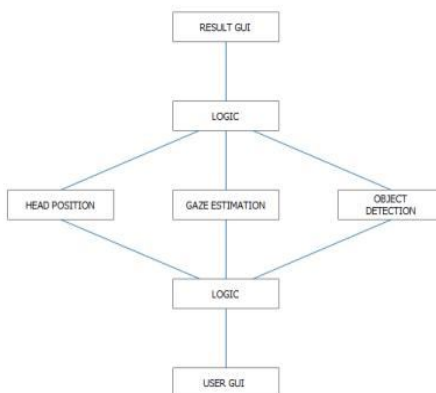 RESULT GUI
LOGIC
HEAD POSITION
GAZE ESTIMATION
OBJECT
DETECTION
LOGIC
USER GUI